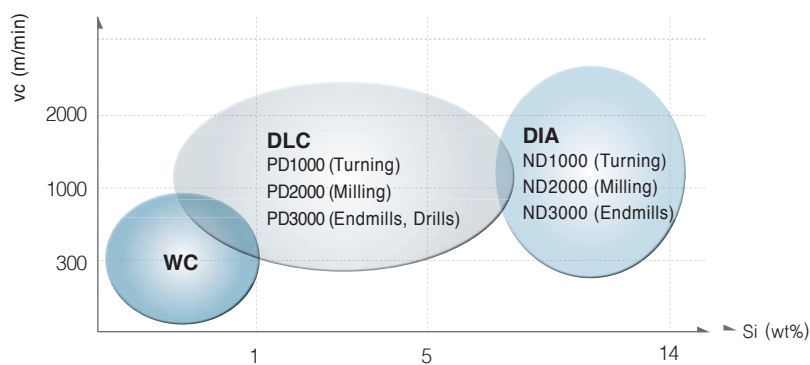 vc (m/min)
2000
1000
300
DLC
PD1000 (Turning)
PD2000 (Milling)
PD3000 (Endmills, Drills)
DIA
ND1000 (Turning)
ND2000 (Milling)
ND3000 (Endmills)
WC
Si (wt%)
1
5
14